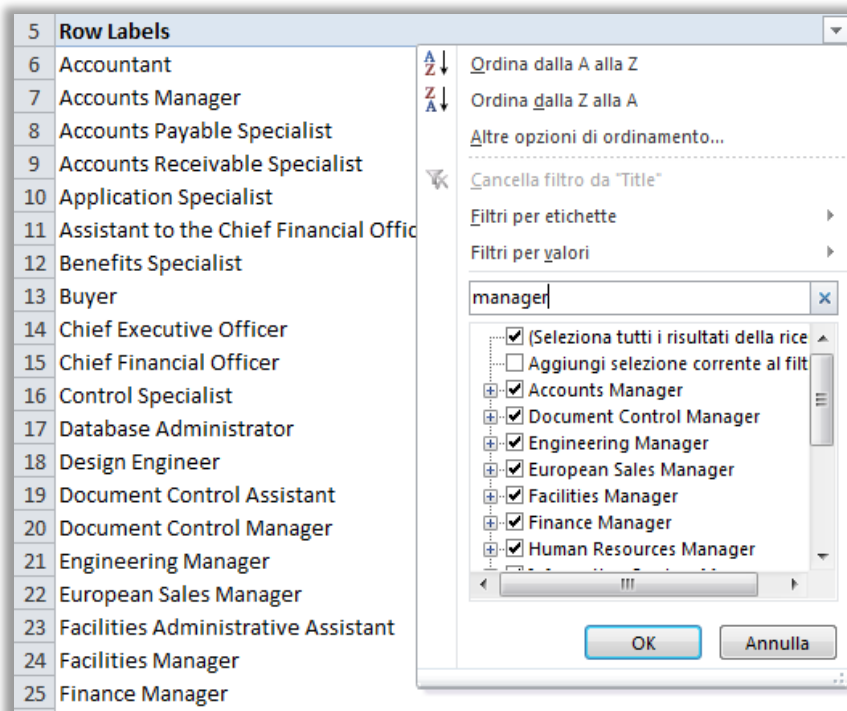 5 Row Labels
6 Accountant
7 Accounts Manager
8 Accounts Payable Specialist
9 Accounts Receivable Specialist
10 Application Specialist
11 Assistant to the Chief Financial Offic
12 Benefits Specialist
13 Buyer
14 Chief Executive Officer
15 Chief Financial Officer
16 Control Specialist
17 Database Administrator
18 Design Engineer
19 Document Control Assistant
20 Document Control Manager
21 Engineering Manager
22 European Sales Manager
23 Facilities Administrative Assistant
24 Facilities Manager
25 Finance Manager
Ordina dalla A alla Z
Ordina dalla Z alla A
Altre opzioni di ordinamento...
Cancella filtro da "Title"
Filtri per etichette
Filtri per valori
manager
(Seleziona tutti i risultati della rice
Aggiungi selezione corrente al filt
Accounts Manager
Document Control Manager
Engineering Manager
European Sales Manager
Facilities Manager
Finance Manager
Human Resources Manager
OK Annulla